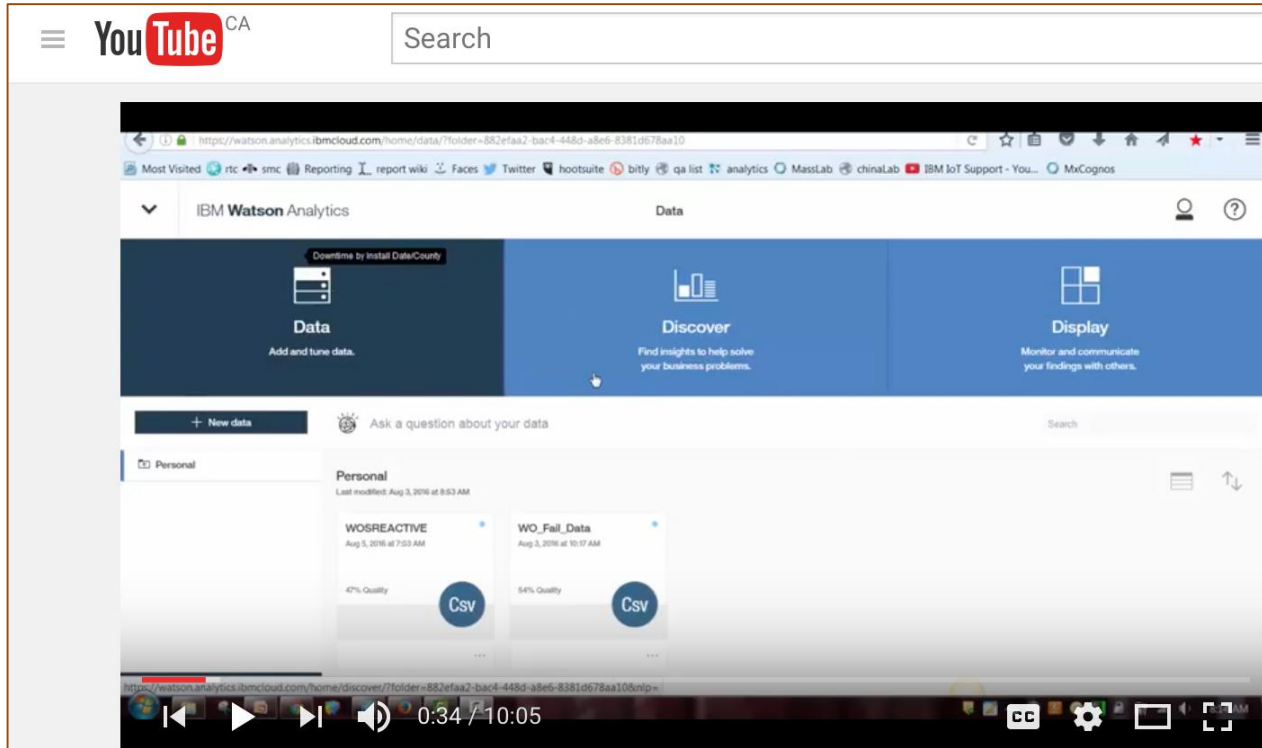 YouTube CA
Search
https://watson.analytics.ibmcloud.com/home/data/?folder=882efaa2-bac4-448d-a8e6-8381d678aa10
Most Visited rtc smc Reporting report wiki Faces Twitter hootsuite bitly qa list analytics MassLab chinaLab IBM IoT Support - You... MxCognos
IBM Watson Analytics Data
Downtime by Install Date/County
Data
Add and tune data.
Discover
Find insights to help solve
your business problems.
Display
Monitor and communicate
your findings with others.
+ New data
Ask a question about your data
Search
Personal
Personal
Last modified: Aug 3, 2016 at 8:53 AM
WOSREACTIVE
Aug 5, 2016 at 7:53 AM
47% Quality
Csv
WO_Fail_Data
Aug 3, 2016 at 10:17 AM
54% Quality
Csv
https://watson.analytics.ibmcloud.com/home/discover/?folder=882efaa2-bac4-448d-a8e6-8381d678aa10&nlp=
0:34 / 10:05
CC
AM